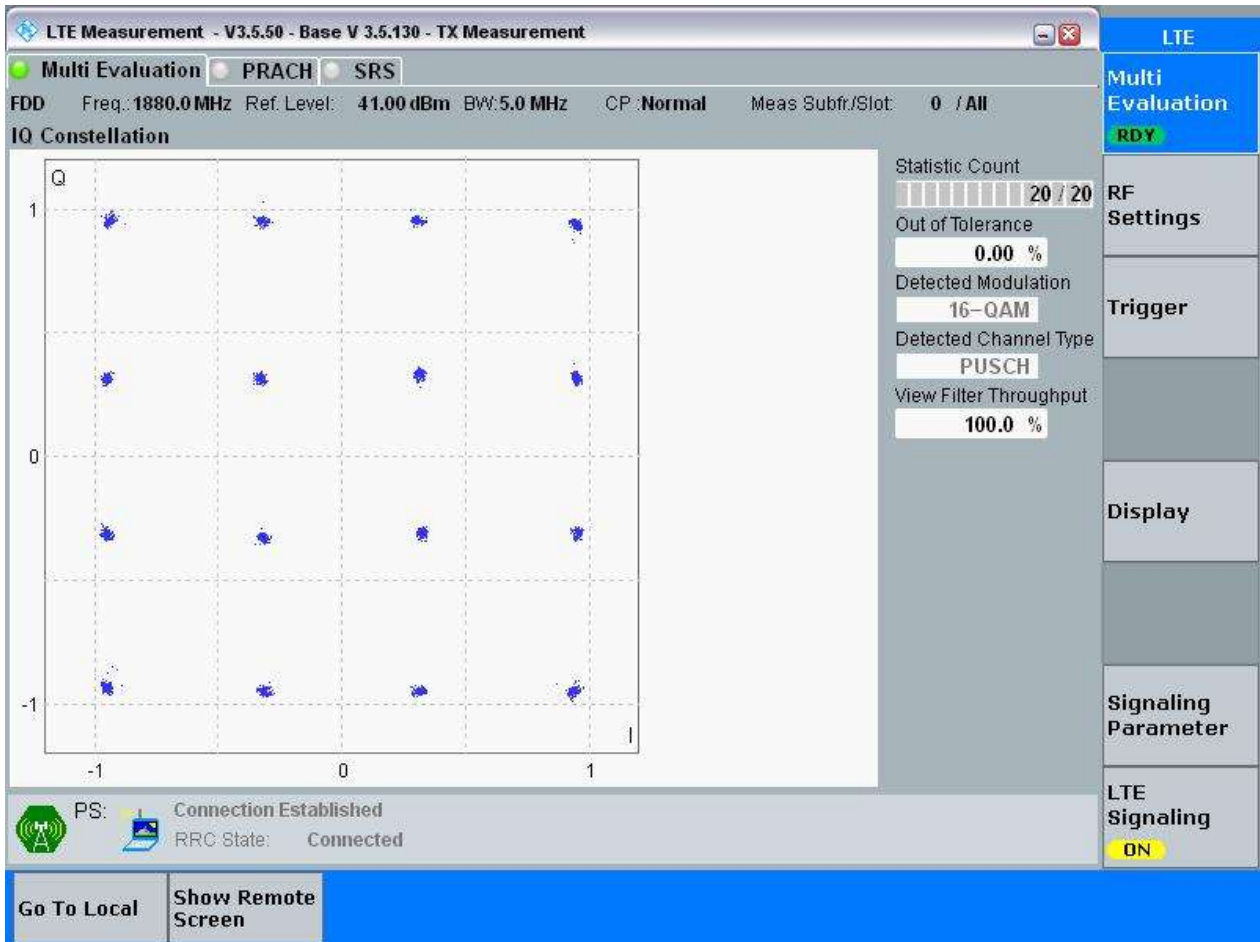 LTE Measurement - V3.5.50 - Base V 3.5.130 - TX Measurement
Multi Evaluation PRACH SRS
FDD Freq.: 1880.0 MHz Ref. Level: 41.00 dBm BW: 5.0 MHz CP : Normal Meas Subfr./Slot: 0 / All
IQ Constellation
Q
1
0
-1
I
-1 0 1
Statistic Count
20 / 20
Out of Tolerance
0.00 %
Detected Modulation
16-QAM
Detected Channel Type
PUSCH
View Filter Throughput
100.0 %
PS: Connection Established
RRC State: Connected
LTE
Multi
Evaluation
RDY
RF
Settings
Trigger
Display
Signaling
Parameter
LTE
Signaling
ON
Go To Local
Show Remote
Screen